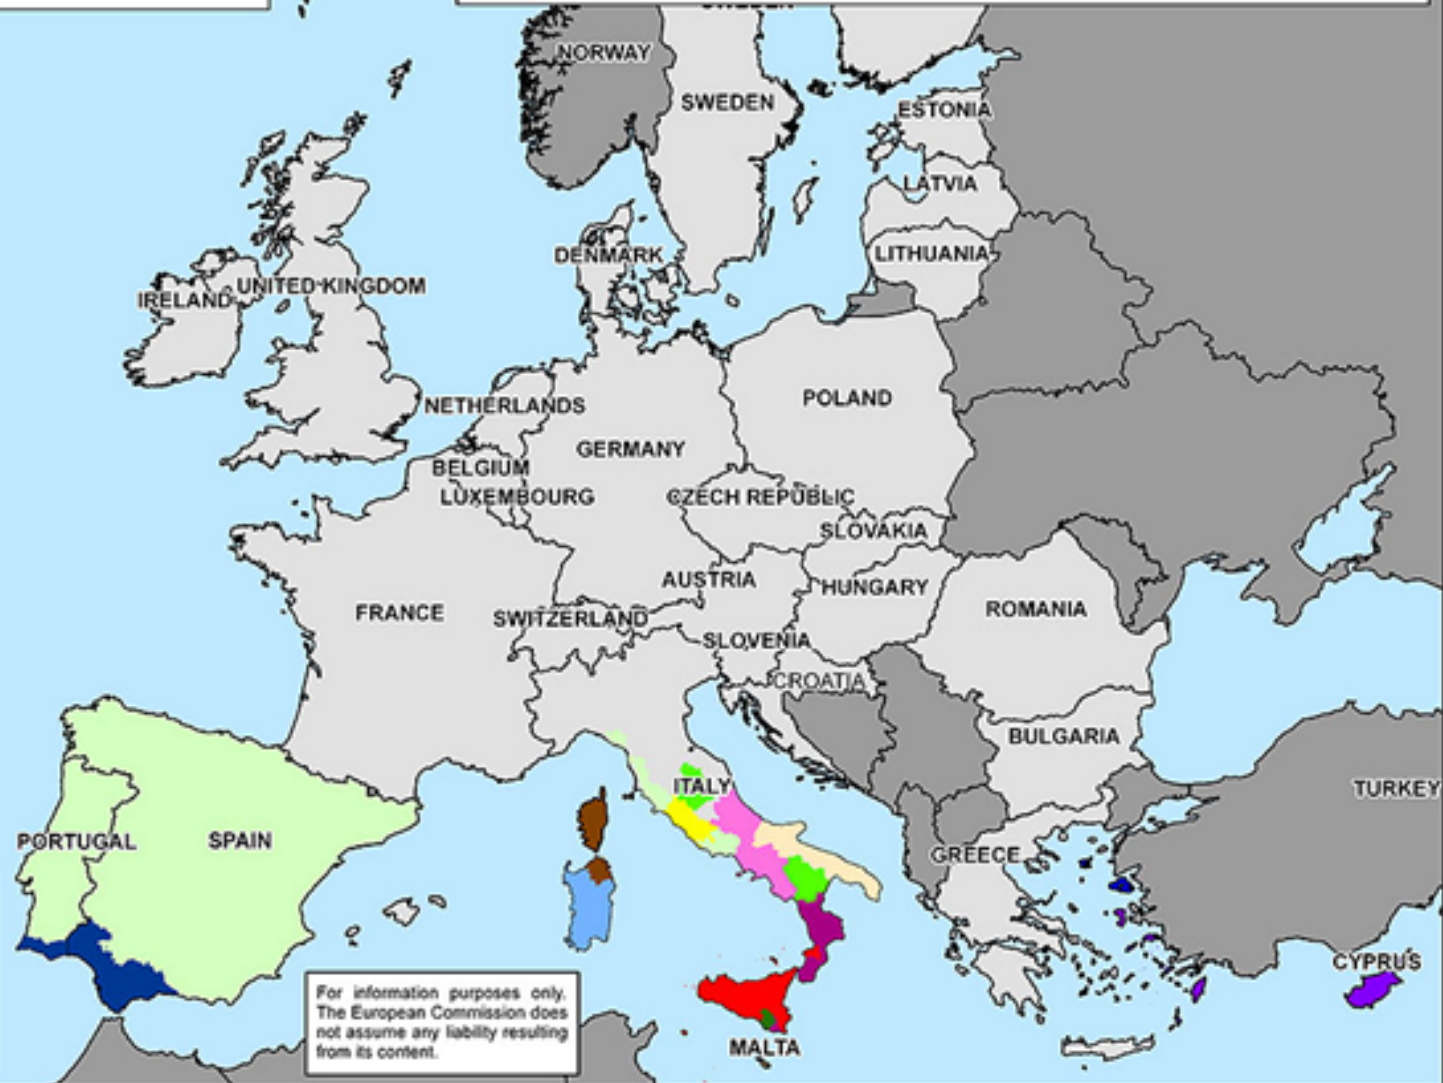 SWEDEN
NORWAY
SWEDEN
ESTONIA
LATVIA
LITHUANIA
DENMARK
UNITED KINGDOM
IRELAND
NETHERLANDS
POLAND
GERMANY
BELGIUM
LUXEMBOURG
CZECH REPUBLIC
SLOVAKIA
AUSTRIA
HUNGARY
FRANCE
SWITZERLAND
ROMANIA
SLOVENIA
CROATIA
BULGARIA
ITALY
TURKEY
PORTUGAL
SPAIN
GREECE
CYPRUS
For information purposes only.
The European Commission does
not assume any liability resulting
from its content.
MALTA